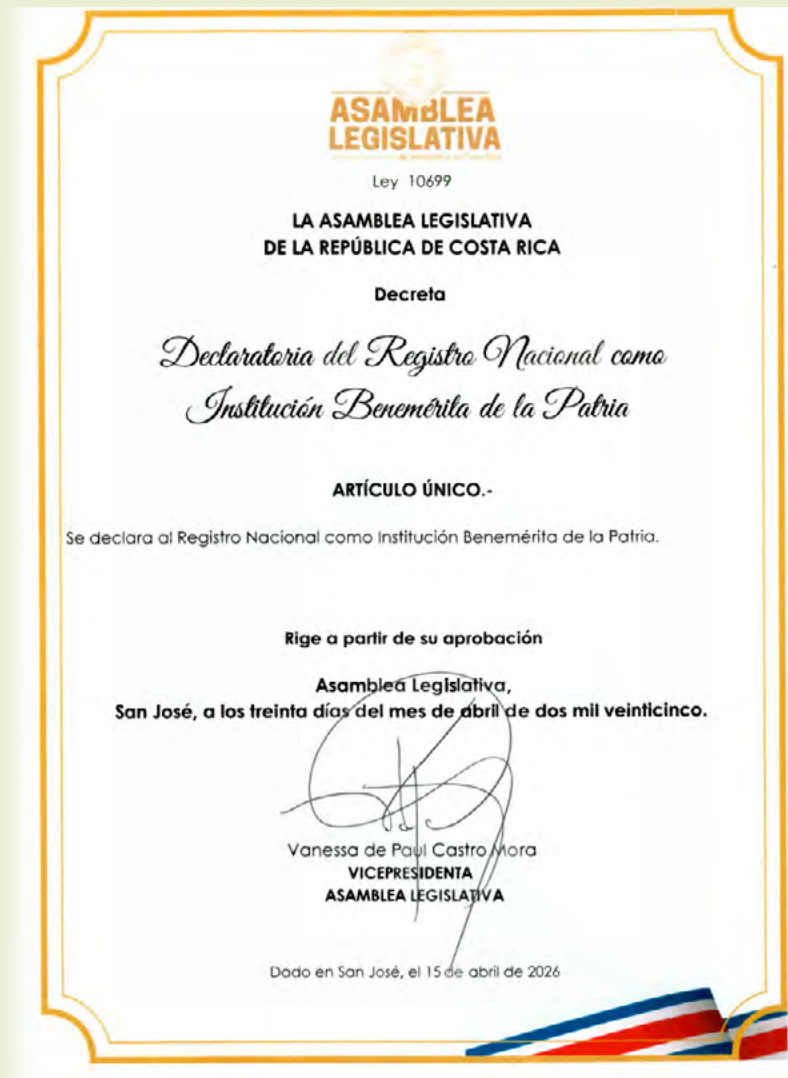 ASAMBLEA
LEGISLATIVA
Ley 10699
LA ASAMBLEA LEGISLATIVA
DE LA REPÚBLICA DE COSTA RICA
Decreta
Declaratoria del Registro Nacional como
Institución Benemérita de la Patria
ARTÍCULO ÚNICO.-
Se declara al Registro Nacional como Institución Benemérita de la Patria.
Rige a partir de su aprobación
Asamblea Legislativa,
San José, a los treinta días del mes de abril de dos mil veinticinco.
Vanessa de Paul Castro Mora
VICEPRESIDENTA
ASAMBLEA LEGISLATIVA
Dado en San José, el 15 de abril de 2026